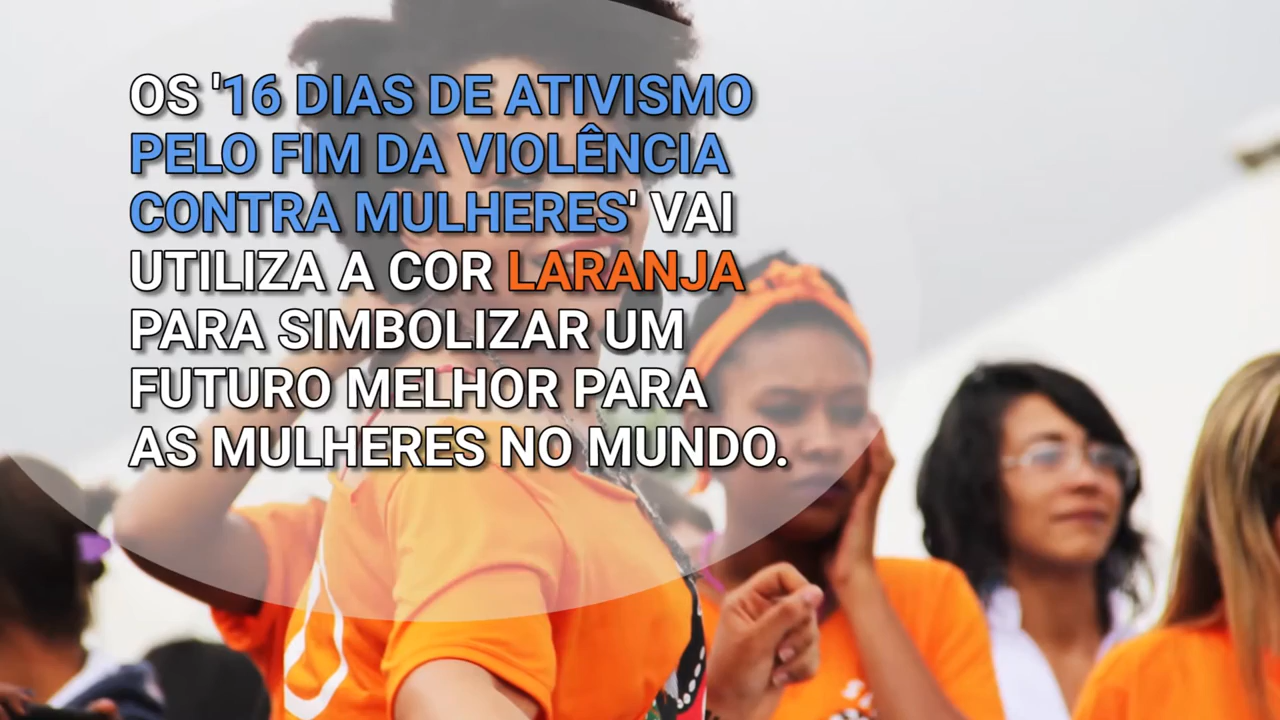 OS '16 DIAS DE ATIVISMO
PELO FIM DA VIOLÊNCIA
CONTRA MULHERES' VAI
UTILIZA A COR LARANJA
PARA SIMBOLIZAR UM
FUTURO MELHOR PARA
AS MULHERES NO MUNDO.